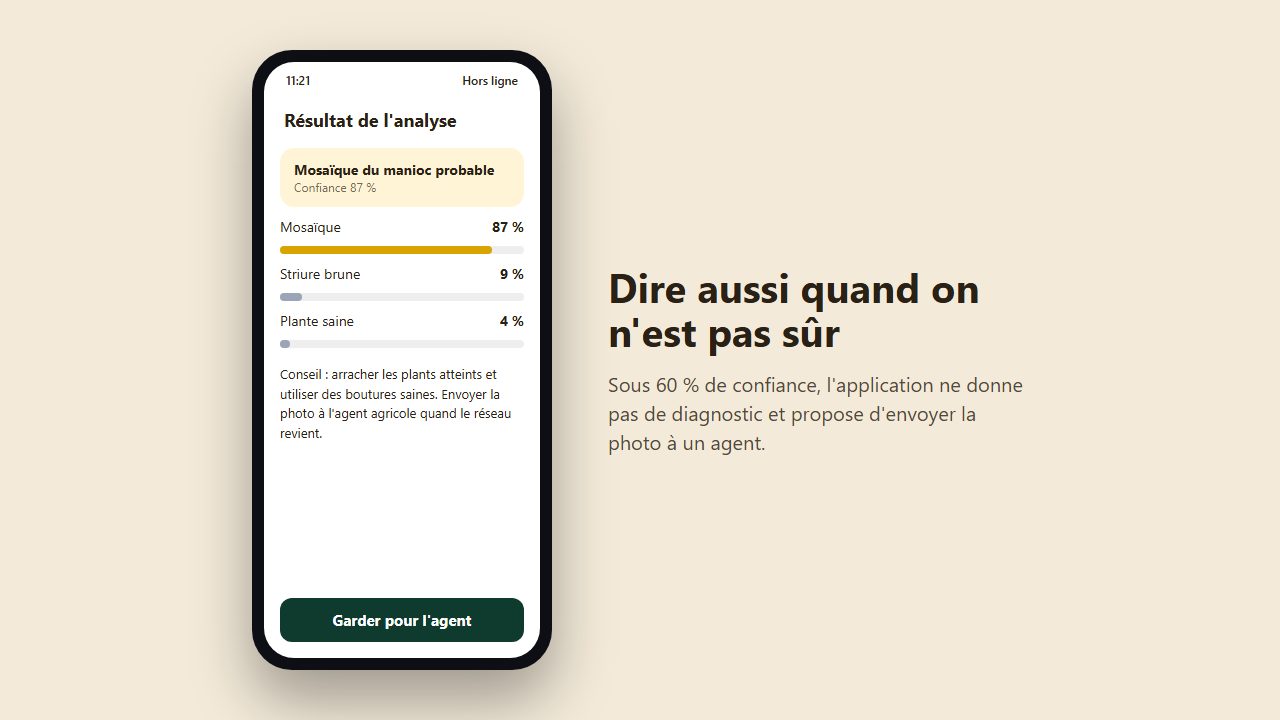 11:21
Hors ligne
Résultat de l'analyse
Mosaïque du manioc probable
Confiance 87 %
Mosaïque 87 %
Striure brune 9 %
Plante saine 4 %
Conseil : arracher les plants atteints et
utiliser des boutures saines. Envoyer la
photo à l'agent agricole quand le réseau
revient.
Garder pour l'agent
Dire aussi quand on
n'est pas sûr
Sous 60 % de confiance, l'application ne donne
pas de diagnostic et propose d'envoyer la
photo à un agent.